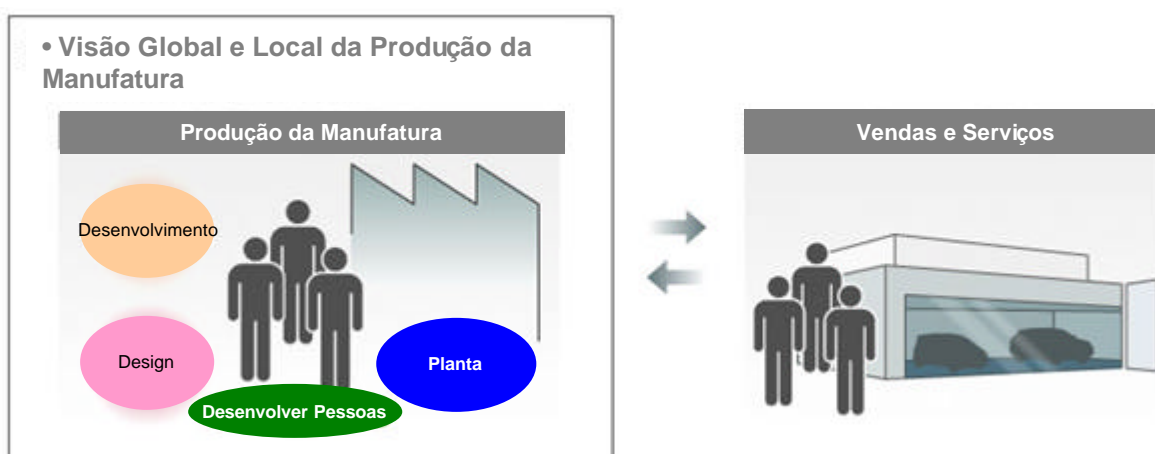 • Visão Global e Local da Produção da
Manufatura
Produção da Manufatura
Desenvolvimento
Design
Planta
Desenvolver Pessoas
Vendas e Serviços